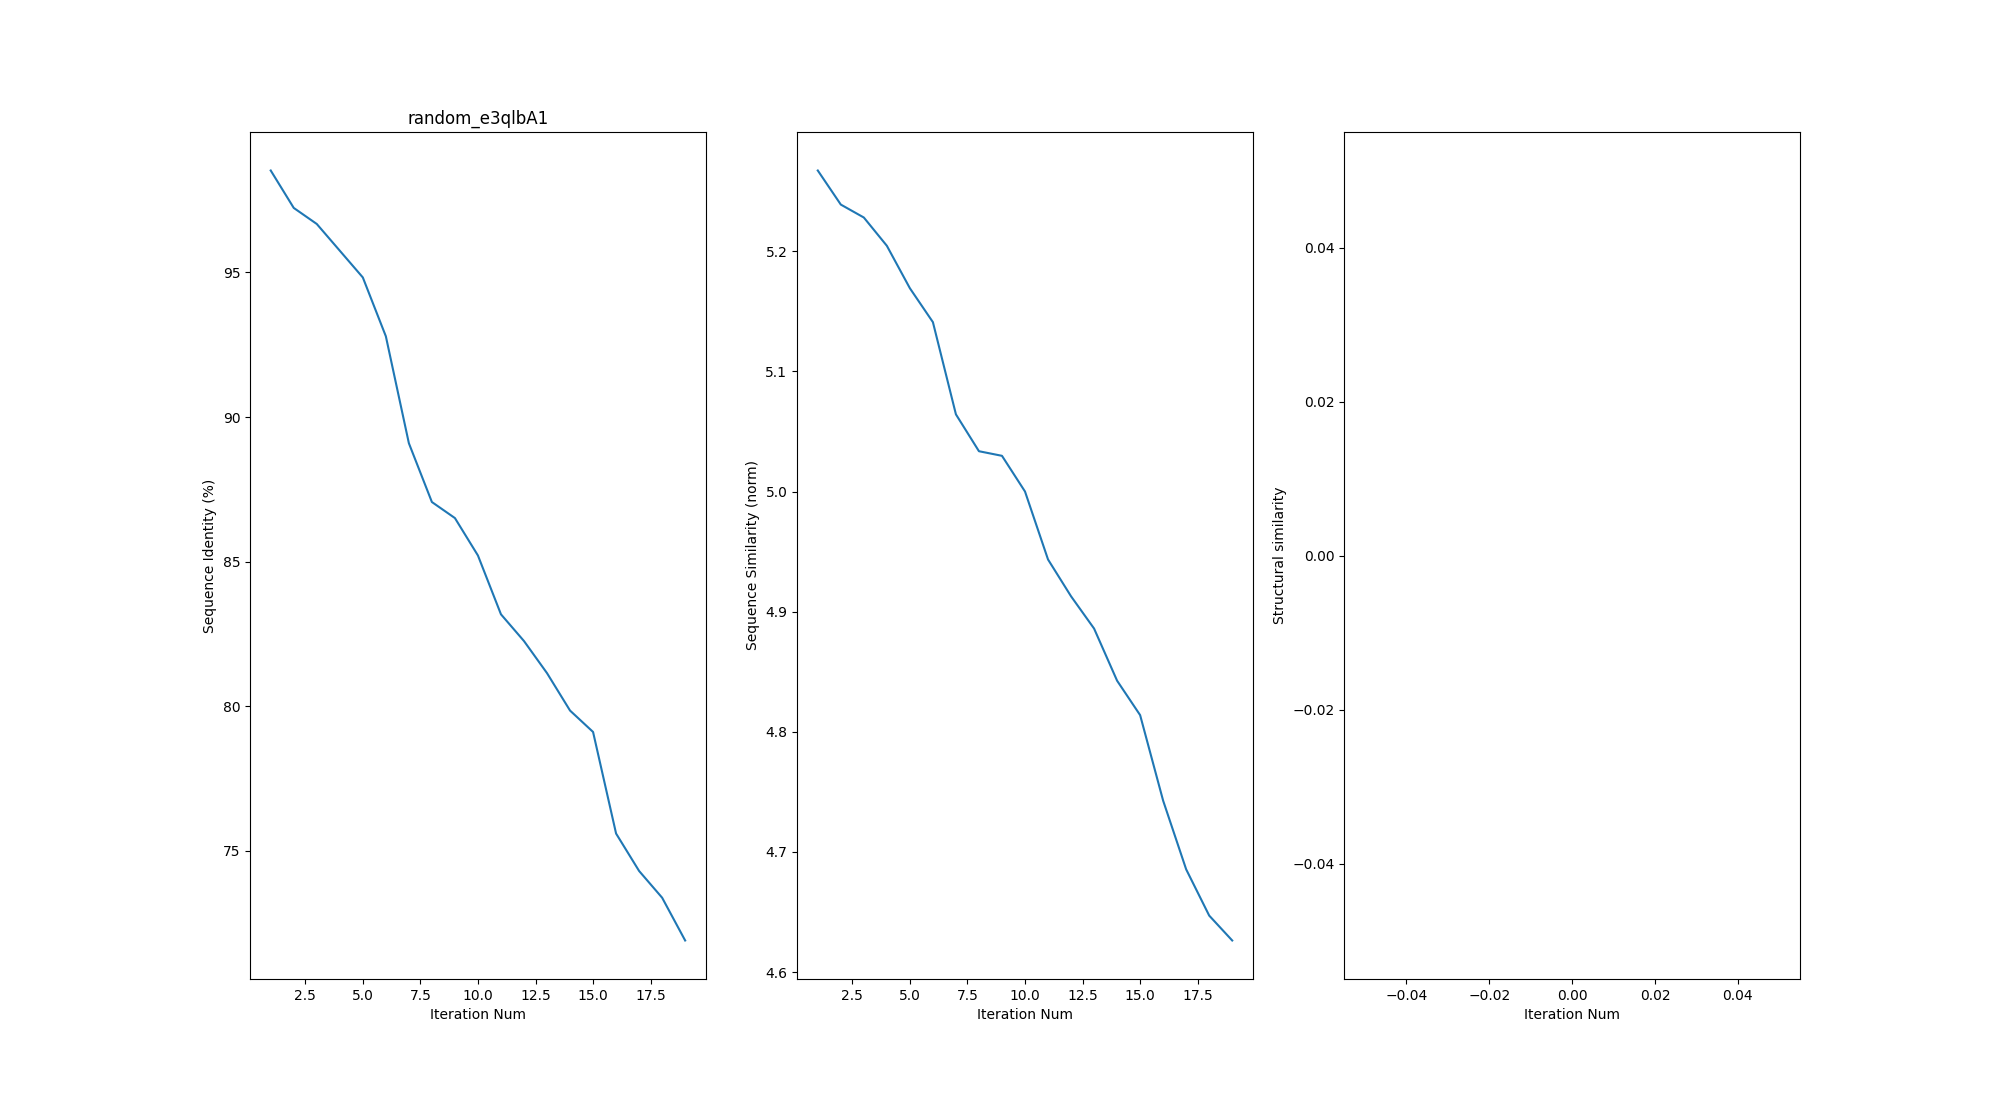 random_e3qlbA1
95
90
85
80
75
Sequence Identity (%)
2.5 5.0 7.5 10.0 12.5 15.0 17.5
Iteration Num
5.2
5.1
5.0
4.9
4.8
4.7
4.6
Sequence Similarity (norm)
2.5 5.0 7.5 10.0 12.5 15.0 17.5
Iteration Num
0.04
0.02
0.00
−0.02
−0.04
Structural similarity
−0.04 −0.02 0.00 0.02 0.04
Iteration Num